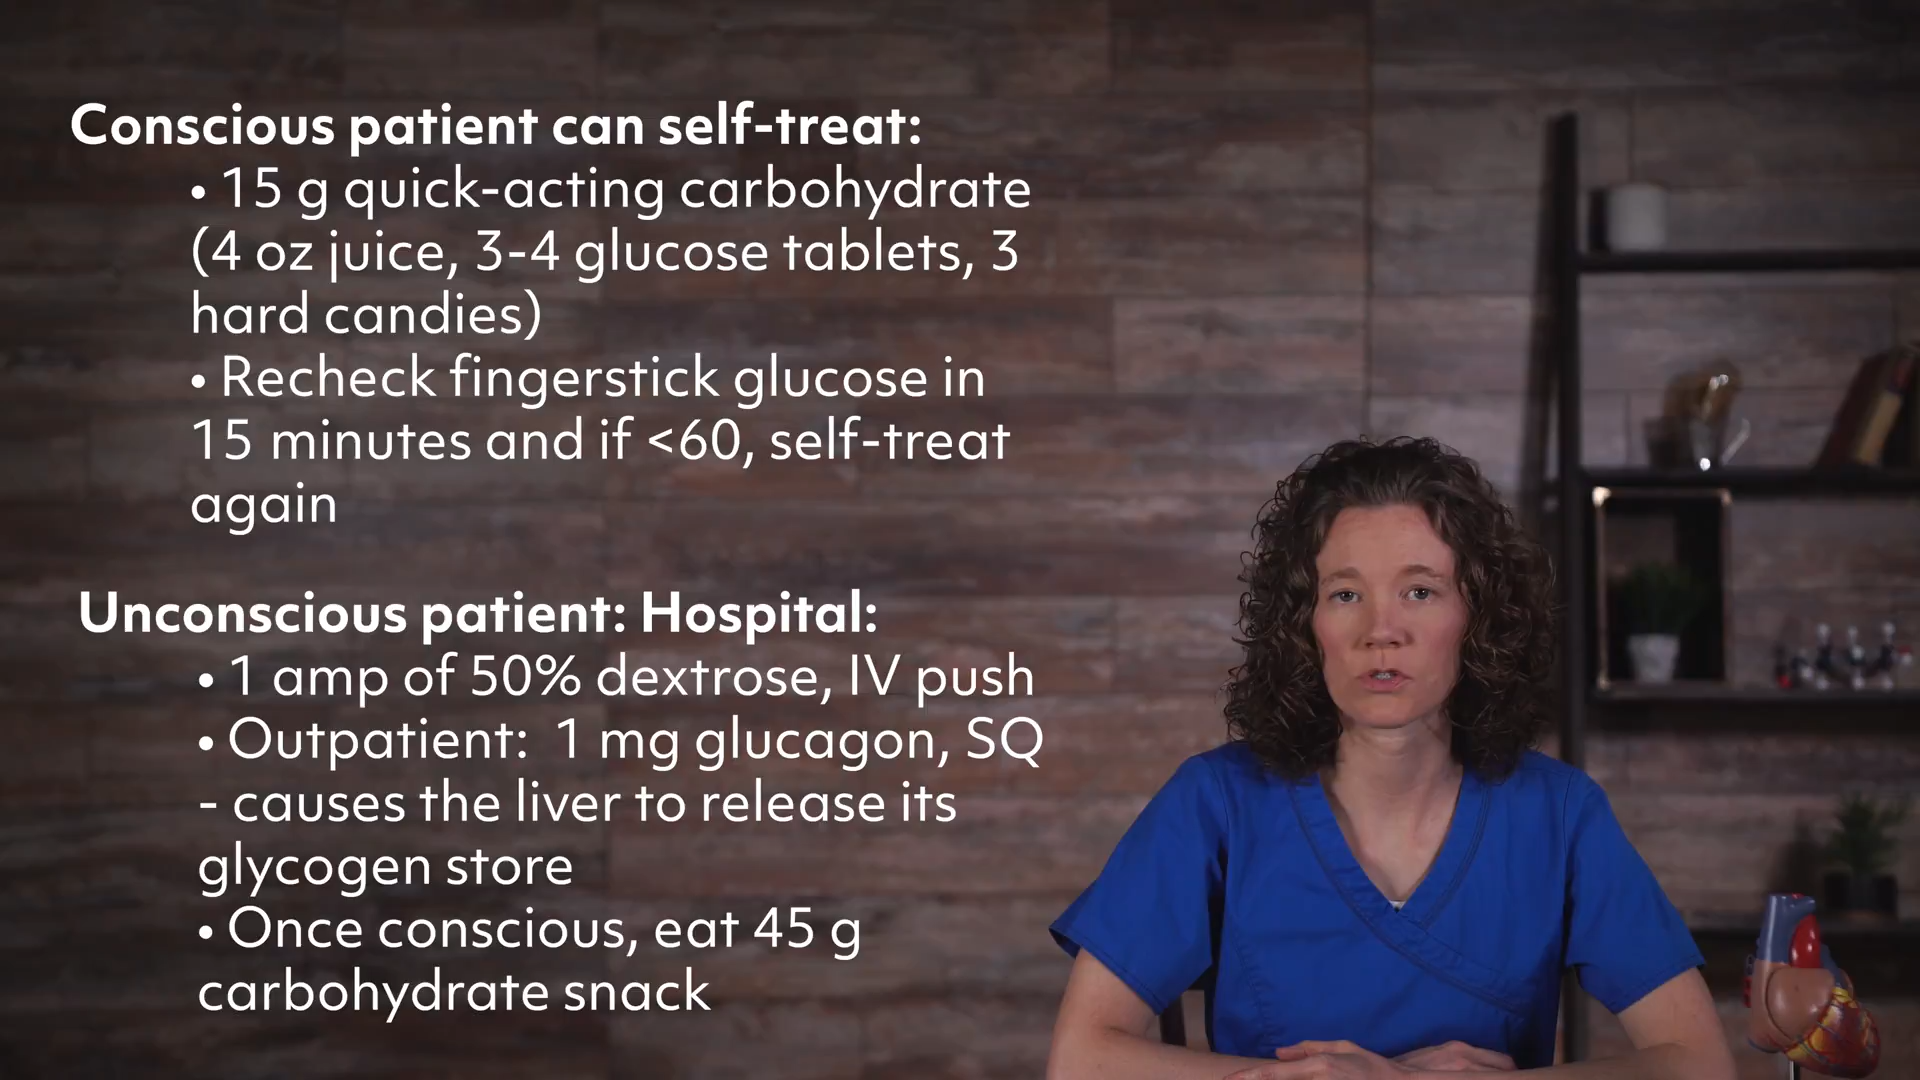 Conscious patient can self-treat:
• 15 g quick-acting carbohydrate
(4 oz juice, 3-4 glucose tablets, 3
hard candies)
• Recheck fingerstick glucose in
15 minutes and if <60, self-treat
again
Unconscious patient: Hospital:
• 1 amp of 50% dextrose, IV push
• Outpatient:  1 mg glucagon, SQ
- causes the liver to release its
glycogen store
• Once conscious, eat 45 g
carbohydrate snack